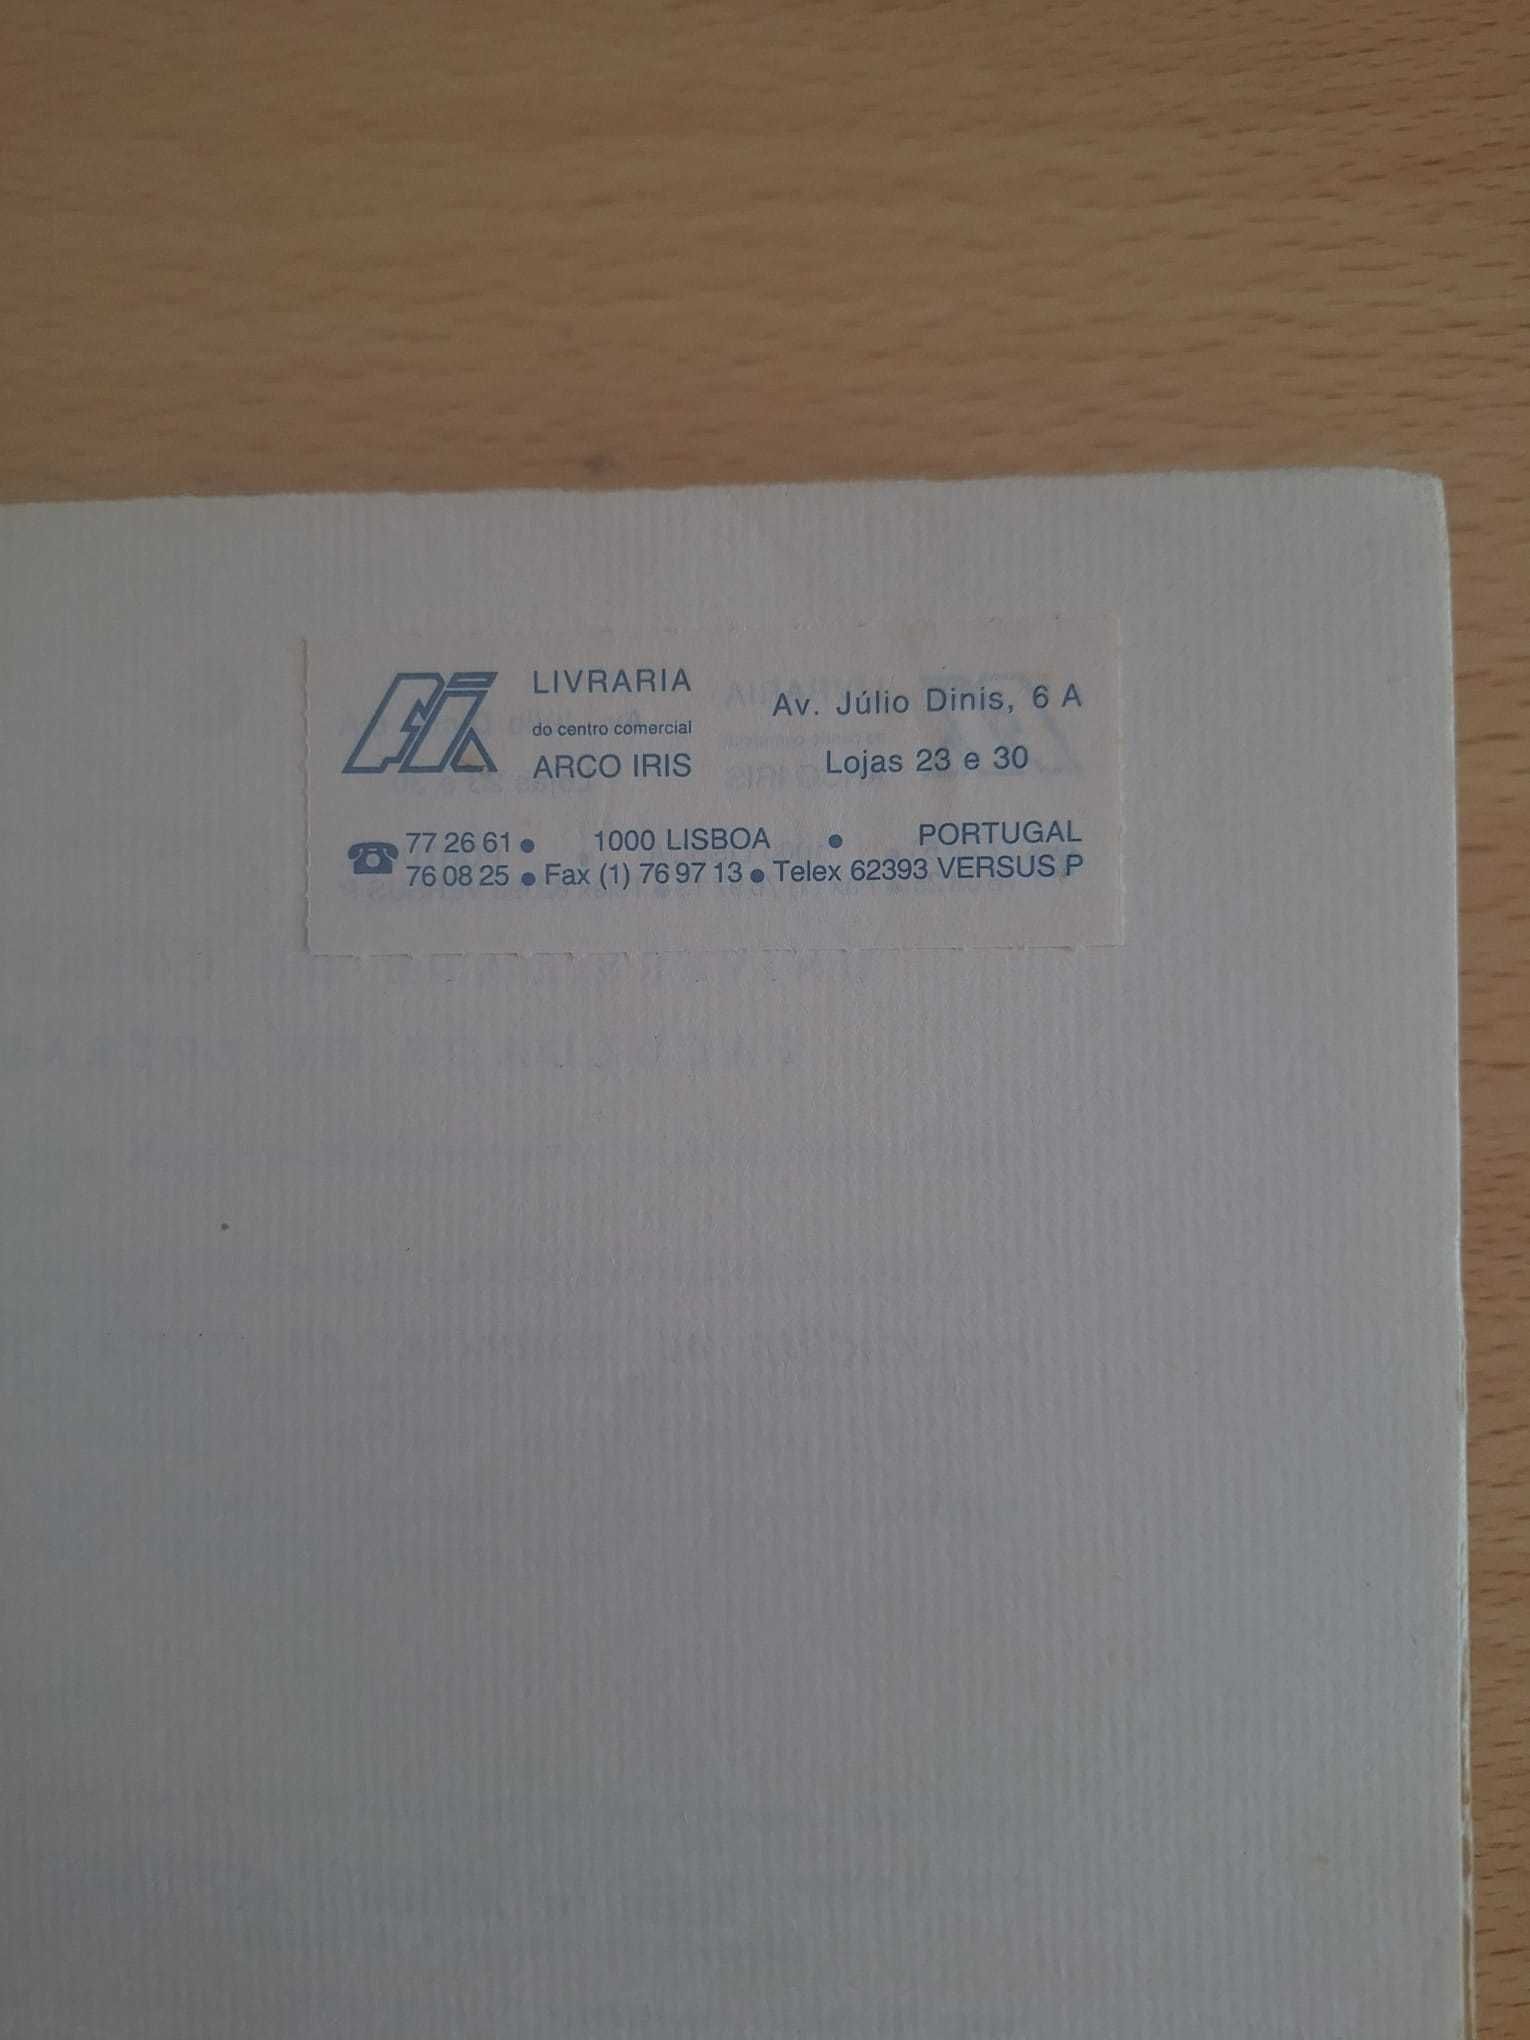 LIVRARIA
do centro comercial
ARCO IRIS
Av. Júlio Dinis, 6 A
Lojas 23 e 30
77 26 61 • 1000 LISBOA • PORTUGAL
76 08 25 • Fax (1) 76 97 13 • Telex 62393 VERSUS P